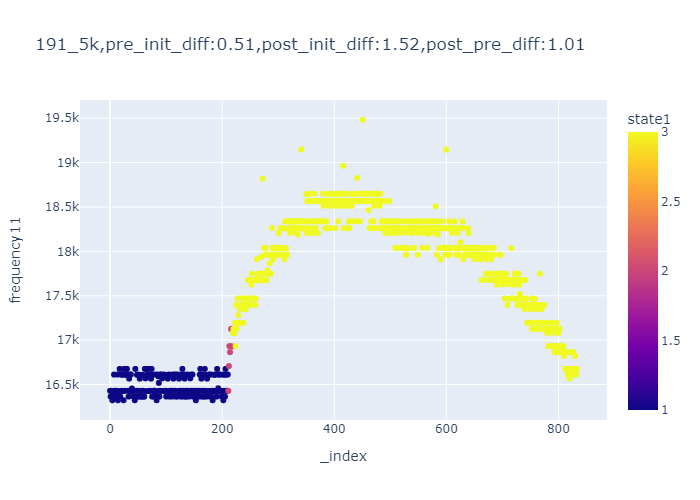 191_5k,pre_init_diff:0.51,post_init_diff:1.52,post_pre_diff:1.01
state1
19.5k
19k
18.5k
18k
17.5k
17k
16.5k
frequency11
0
200
400
600
800
_index
3
2.5
2
1.5
1